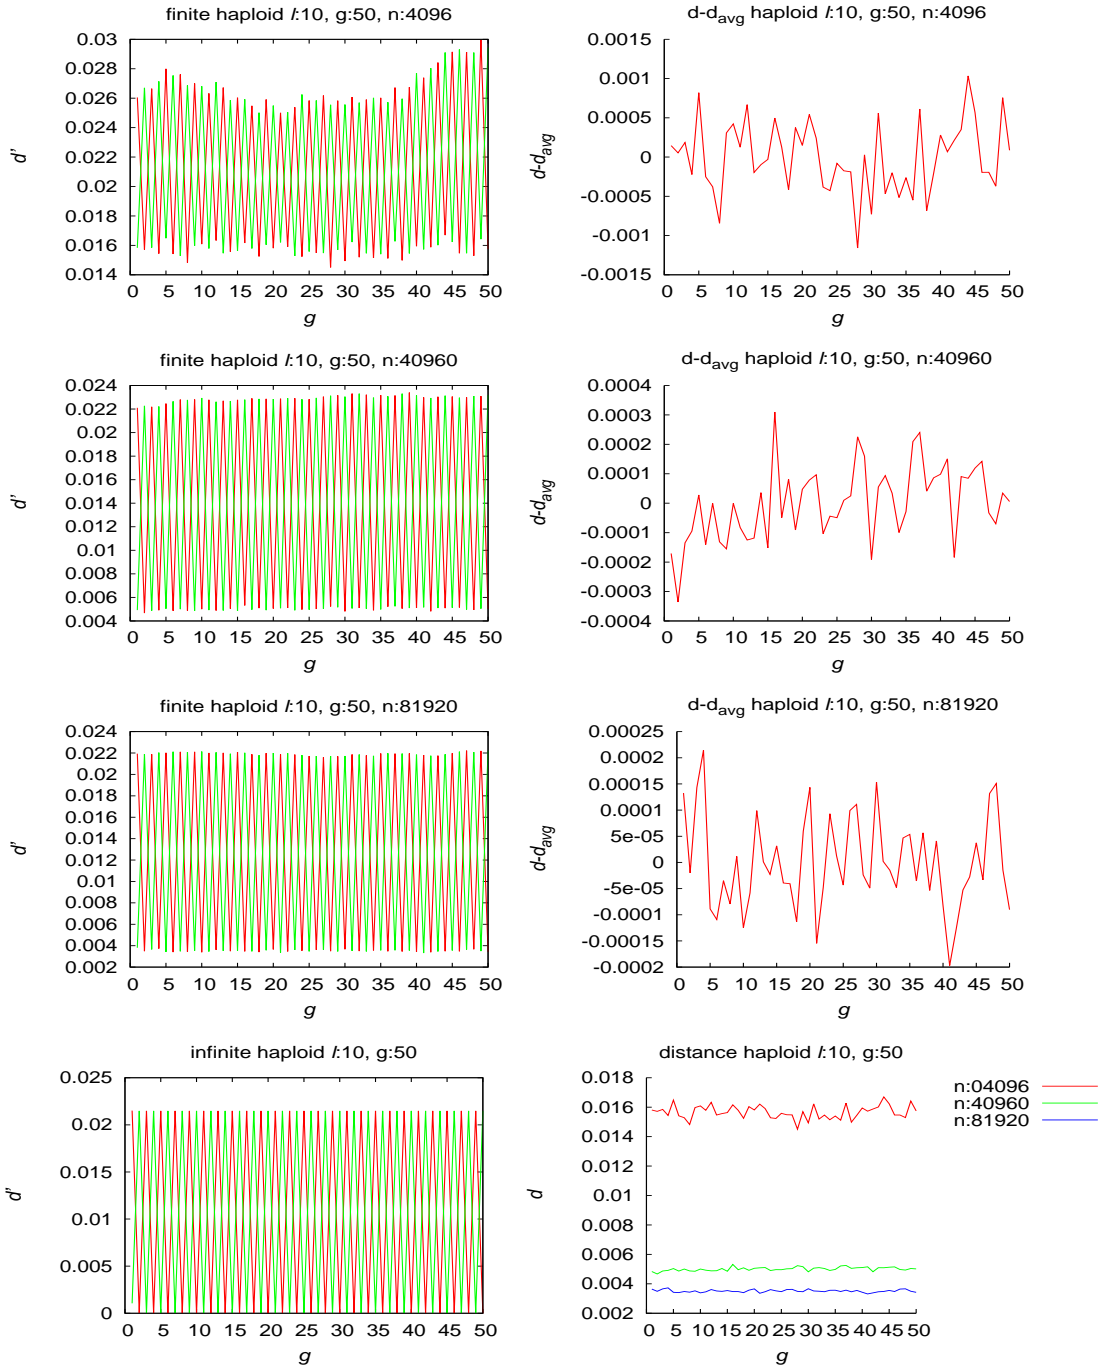 finite haploid l:10, g:50, n:4096
0.03
0.028
0.026
0.024
0.022
0.02
0.018
0.016
0.014
0 5 10 15 20 25 30 35 40 45 50
d'
g
d-d_avg haploid l:10, g:50, n:4096
0.0015
0.001
0.0005
0
-0.0005
-0.001
-0.0015
0 5 10 15 20 25 30 35 40 45 50
d-d_avg
g
finite haploid l:10, g:50, n:40960
0.024
0.022
0.02
0.018
0.016
0.014
0.012
0.01
0.008
0.006
0.004
0 5 10 15 20 25 30 35 40 45 50
d'
g
d-d_avg haploid l:10, g:50, n:40960
0.0004
0.0003
0.0002
0.0001
0
-0.0001
-0.0002
-0.0003
-0.0004
0 5 10 15 20 25 30 35 40 45 50
d-d_avg
g
finite haploid l:10, g:50, n:81920
0.024
0.022
0.02
0.018
0.016
0.014
0.012
0.01
0.008
0.006
0.004
0.002
0 5 10 15 20 25 30 35 40 45 50
d'
g
d-d_avg haploid l:10, g:50, n:81920
0.00025
0.0002
0.00015
0.0001
5e-05
0
-5e-05
-0.0001
-0.00015
-0.0002
0 5 10 15 20 25 30 35 40 45 50
d-d_avg
g
infinite haploid l:10, g:50
0.025
0.02
0.015
0.01
0.005
0
0 5 10 15 20 25 30 35 40 45 50
d'
g
distance haploid l:10, g:50
0.018
0.016
0.014
0.012
0.01
0.008
0.006
0.004
0.002
0 5 10 15 20 25 30 35 40 45 50
d
g
n:04096
n:40960
n:81920